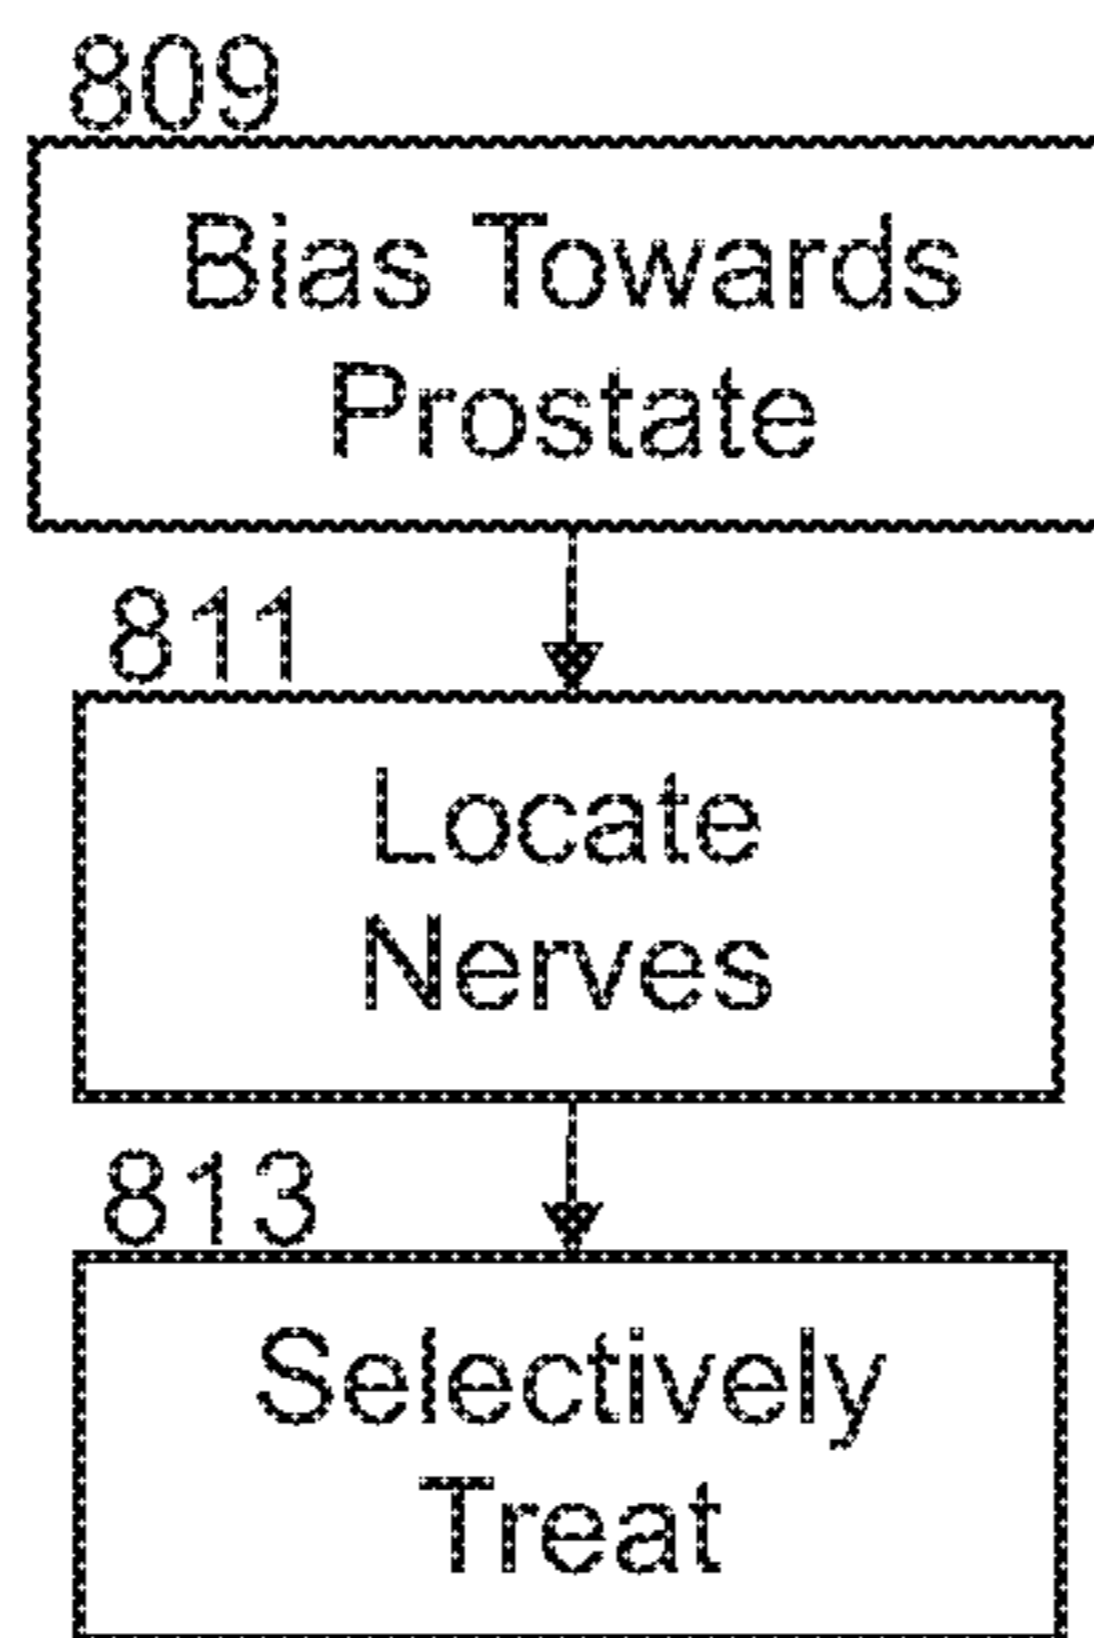 809
Bias Towards
Prostate
811
Locate
Nerves
813
Selectively
Treat